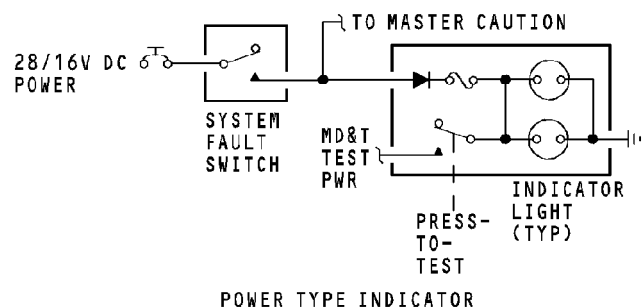 TO MASTER CAUTION
28/16V DC
POWER
SYSTEM
FAULT
SWITCH
MD&T
TEST
PWR
INDICATOR
LIGHT
(TYP)
PRESS-
TO-
TEST
POWER TYPE INDICATOR